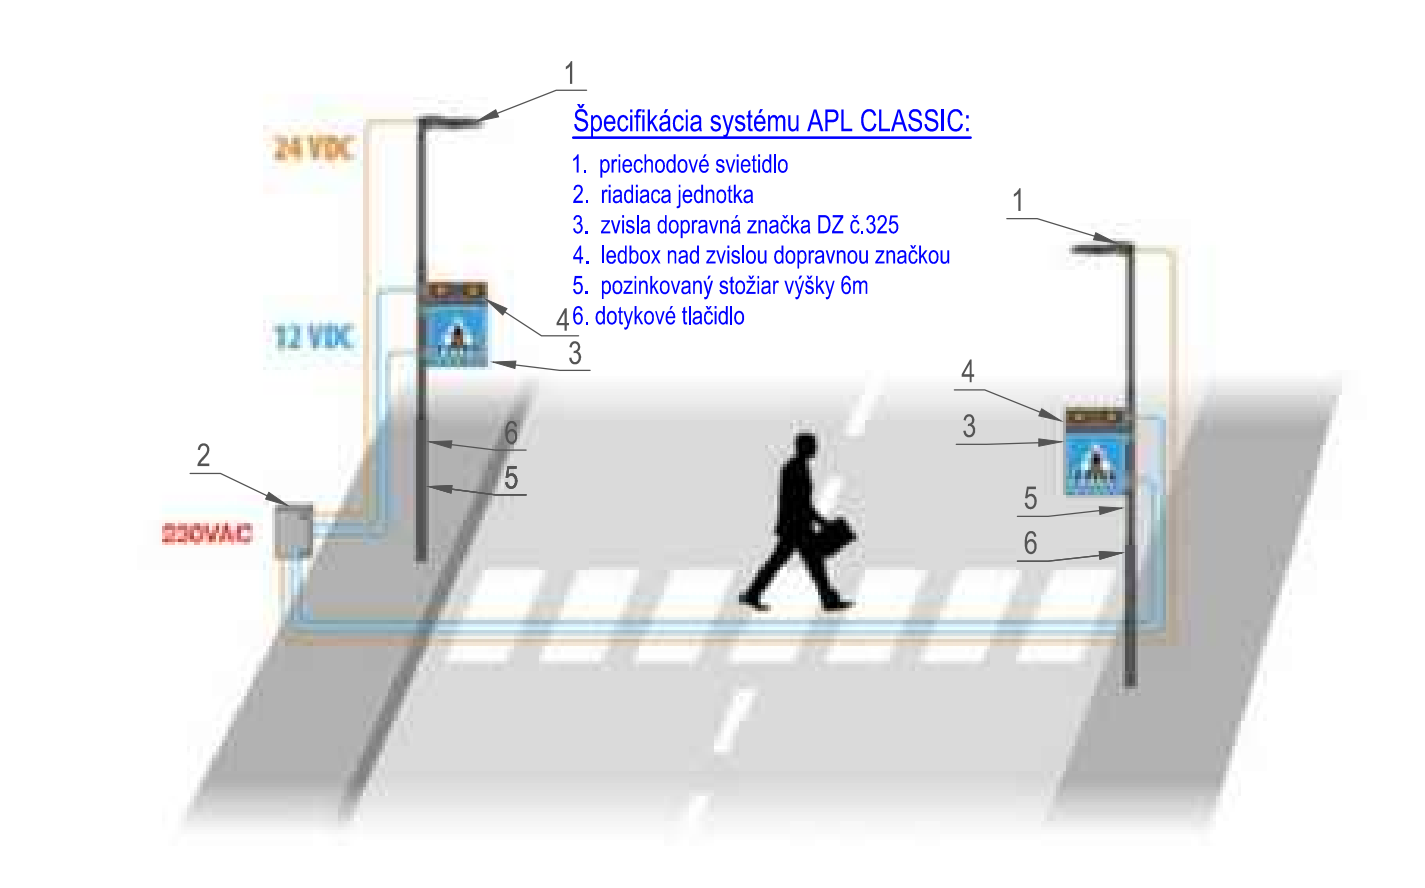 1
Špecifikácia systému APL CLASSIC:
24 VDC
1. priechodové svietidlo
2. riadiaca jednotka
1
3. zvisla dopravná značka DZ č.325
4. ledbox nad zvislou dopravnou značkou
5. pozinkovaný stožiar výšky 6m
4
6. dotykové tlačidlo
12 VDC
3
4
6
3
2
5
5
230VAC
6